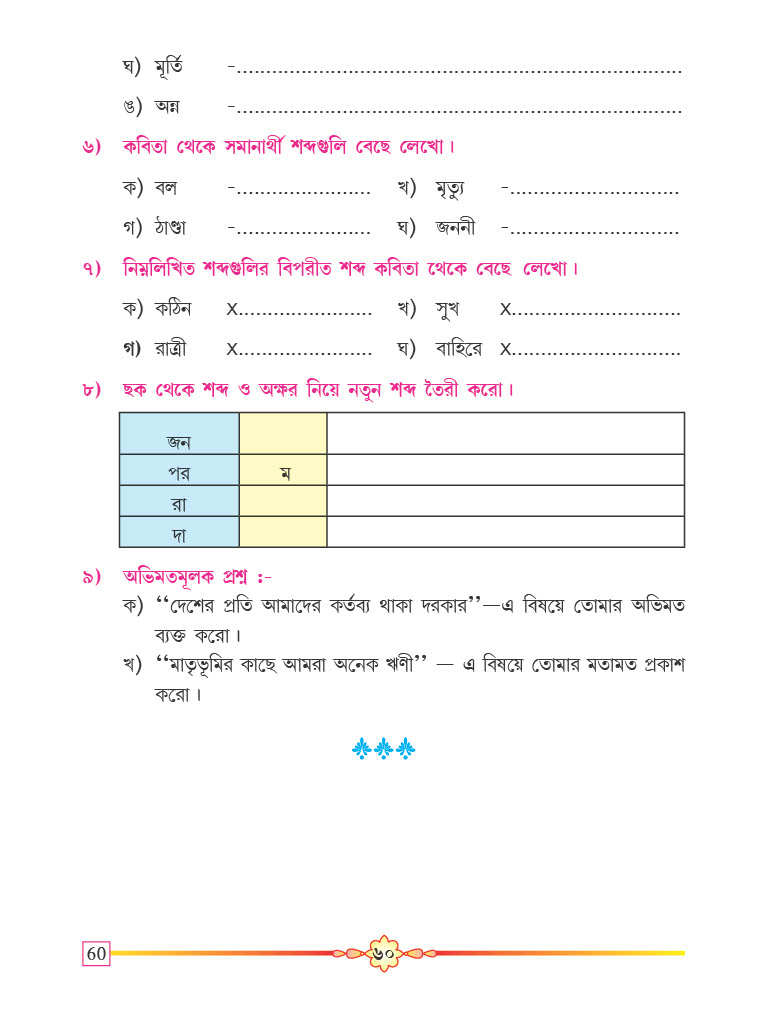 ঘ) মূর্তি -...........................................................................
ঙ) অন্ন -...........................................................................
৬) কবিতা থেকে সমানার্থী শব্দগুলি বেছে লেখো।
ক) বল -....................... খ) মৃত্যু -.............................
গ) ঠাণ্ডা -....................... ঘ) জননী -.............................
৭) নিম্নলিখিত শব্দগুলির বিপরীত শব্দ কবিতা থেকে বেছে লেখো।
ক) কঠিন x....................... খ) সুখ x.............................
গ) রাত্রী x....................... ঘ) বাহিরে x.............................
৮) ছক থেকে শব্দ ও অক্ষর নিয়ে নতুন শব্দ তৈরী করো।
জন
পর ম
রা
দা
৯) অভিমতমূলক প্রশ্ন :-
ক) ‘‘দেশের প্রতি আমাদের কর্তব্য থাকা দরকার’’—এ বিষয়ে তোমার অভিমত
ব্যক্ত করো।
খ) ‘‘মাতৃভূমির কাছে আমরা অনেক ঋণী’’ — এ বিষয়ে তোমার মতামত প্রকাশ
করো।
60 ৬০